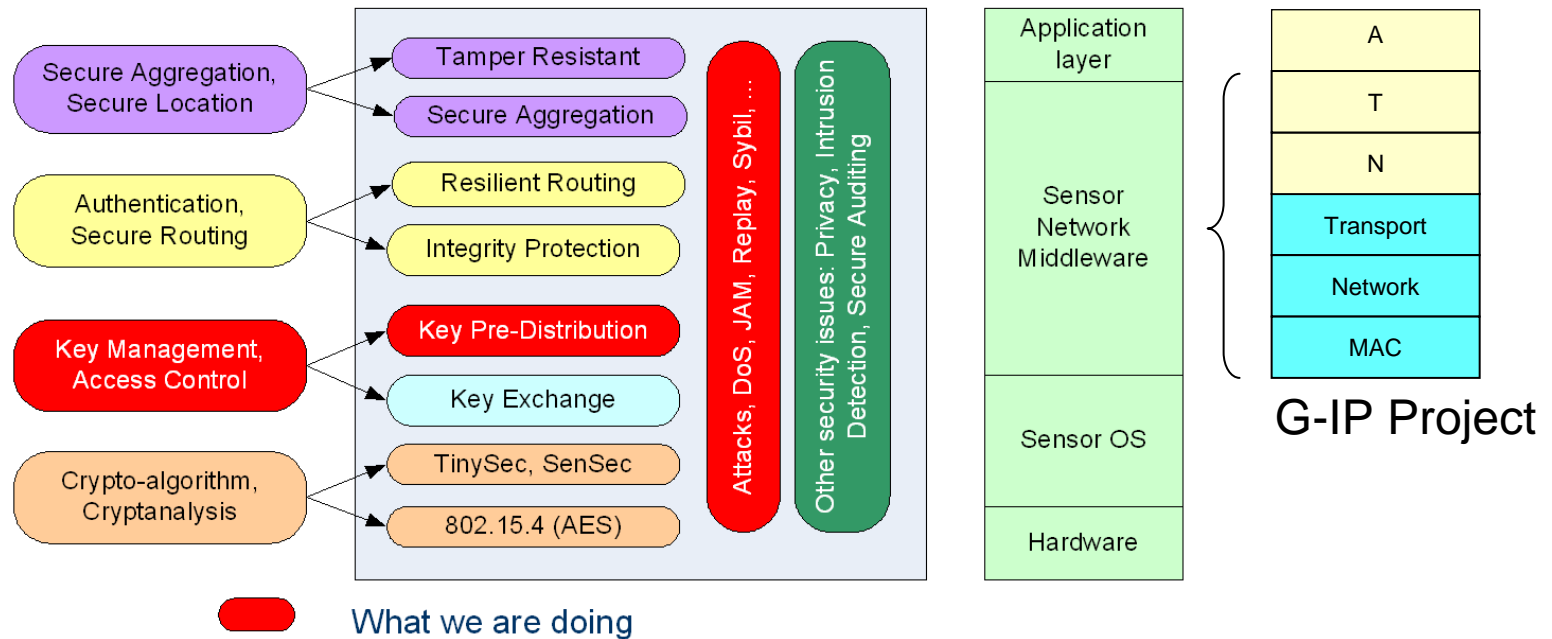 Secure Aggregation,
Secure Location
Authentication,
Secure Routing
Key Management,
Access Control
Crypto-algorithm,
Cryptanalysis
Tamper Resistant
Secure Aggregation
Resilient Routing
Integrity Protection
Key Pre-Distribution
Key Exchange
TinySec, SenSec
802.15.4 (AES)
Attacks, DoS, JAM, Replay, Sybil, ...
Other security issues: Privacy, Intrusion
Detection, Secure Auditing
Application
layer
Sensor
Network
Middleware
Sensor OS
Hardware
A
T
N
Transport
Network
MAC
G-IP Project
What we are doing